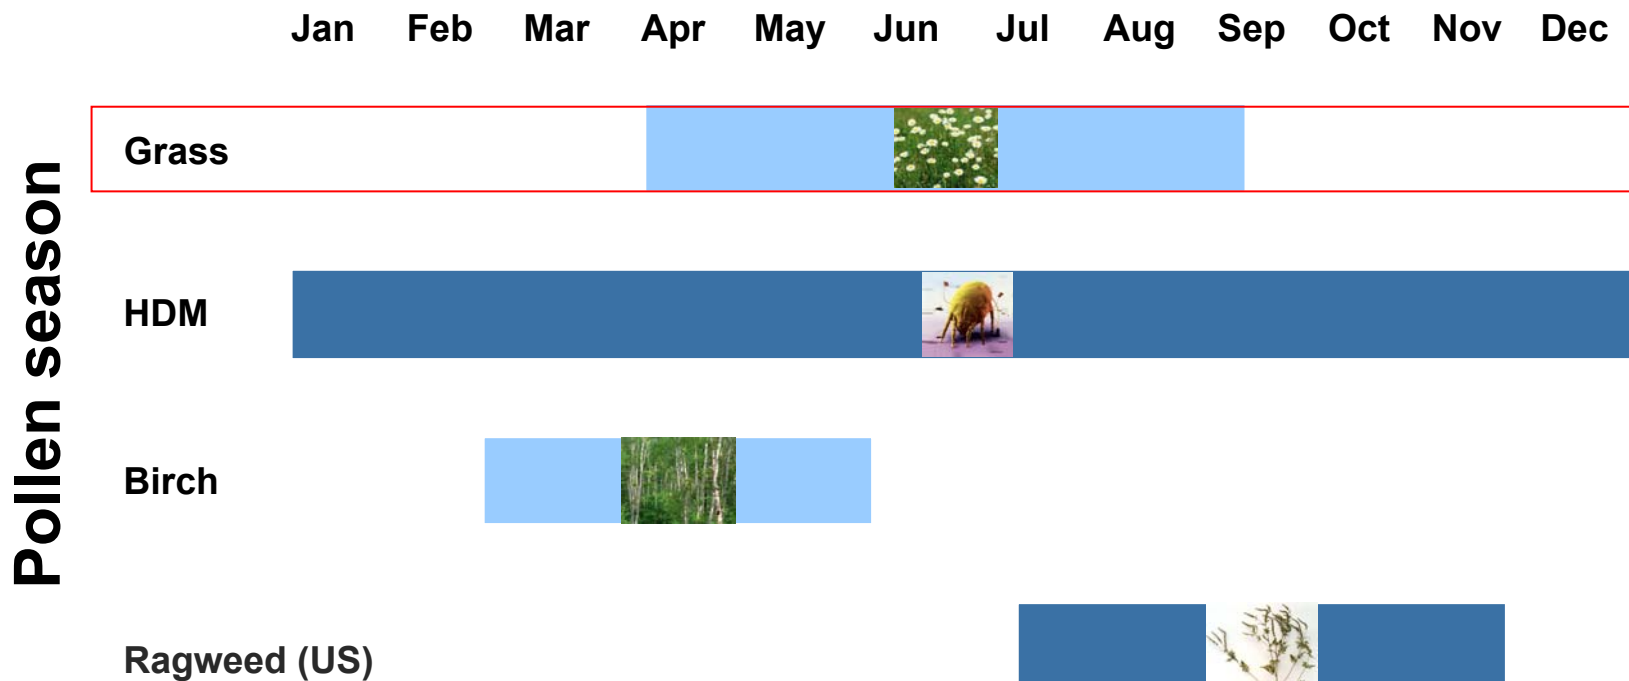 Jan Feb Mar Apr May Jun Jul Aug Sep Oct Nov Dec
Pollen season
Grass
HDM
Birch
Ragweed (US)